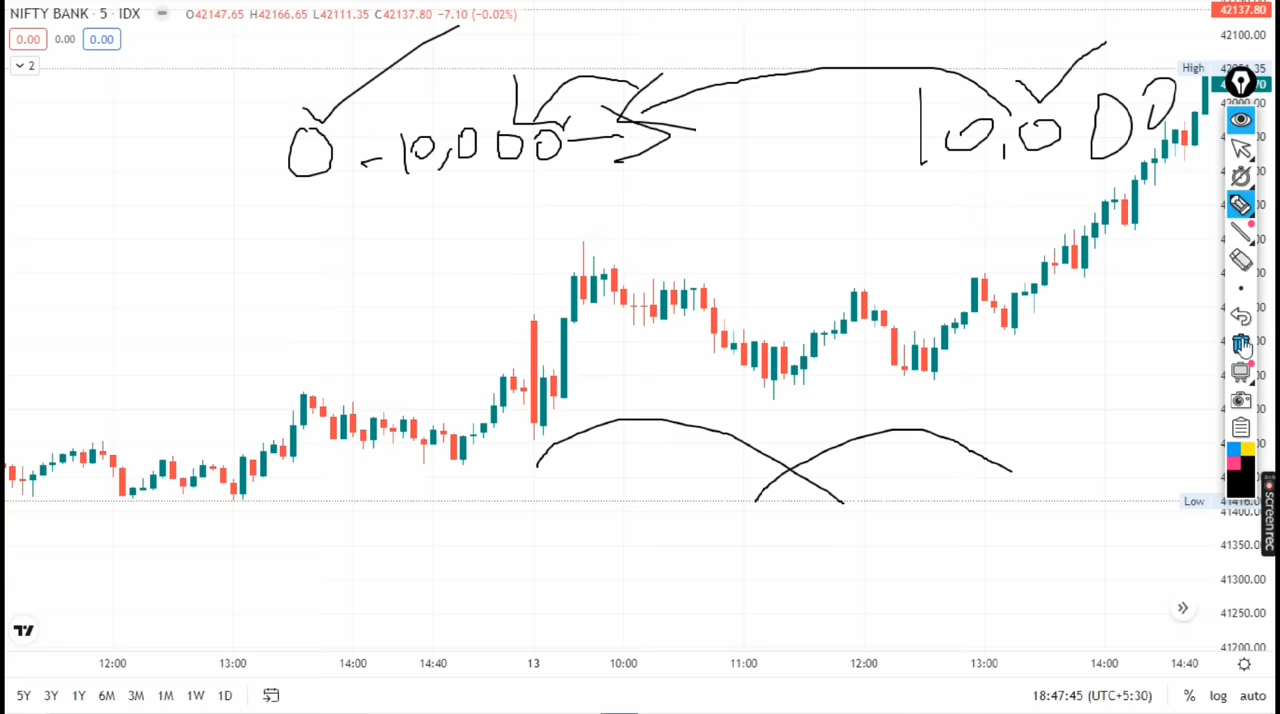 NIFTY BANK · 5 · IDX O42147.65 H42166.65 L42111.35 C42137.80 −7.10 (−0.02%)
42137.80
0.00 0.00 0.00
42100.00
2
High
0 - 10,000 → 10,000
Low
41400.00
41350.00
41300.00
41250.00
41200.00
12:00 13:00 14:00 14:40 13 10:00 11:00 12:00 13:00 14:00 14:40
5Y 3Y 1Y 6M 3M 1M 1W 1D 18:47:45 (UTC+5:30) % log auto
screenrec